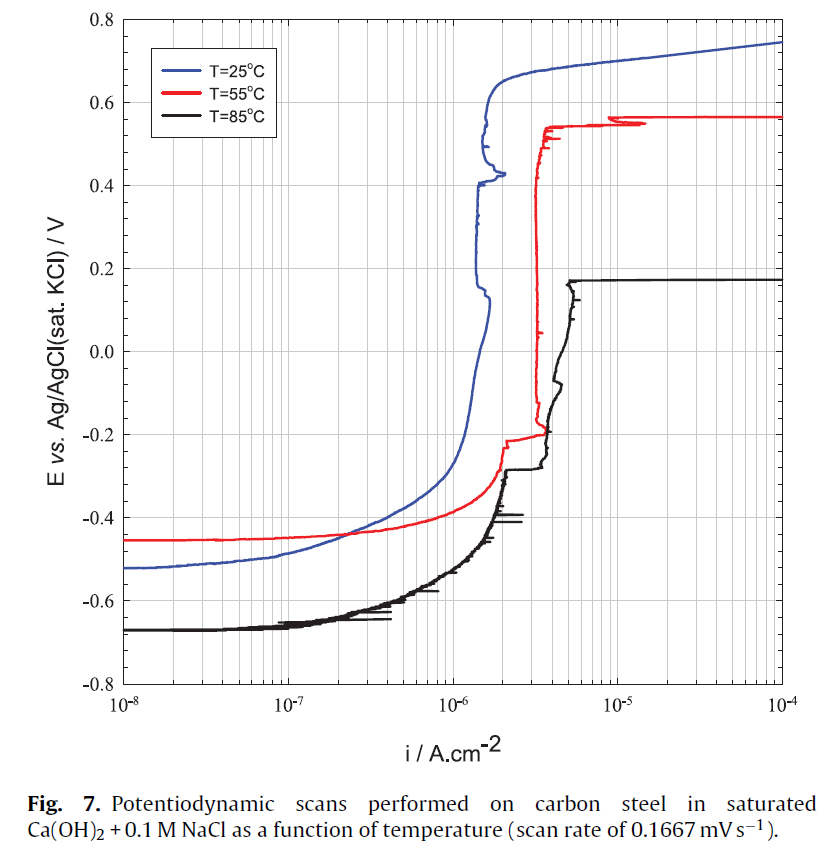 0.8
0.6
0.4
0.2
0.0
-0.2
-0.4
-0.6
-0.8
E vs. Ag/AgCl(sat. KCl) / V
T=25°C
T=55°C
T=85°C
10-8
10-7
10-6
10-5
10-4
i / A.cm-2
Fig. 7. Potentiodynamic scans performed on carbon steel in saturated
Ca(OH)2 + 0.1 M NaCl as a function of temperature (scan rate of 0.1667 mV s−1).